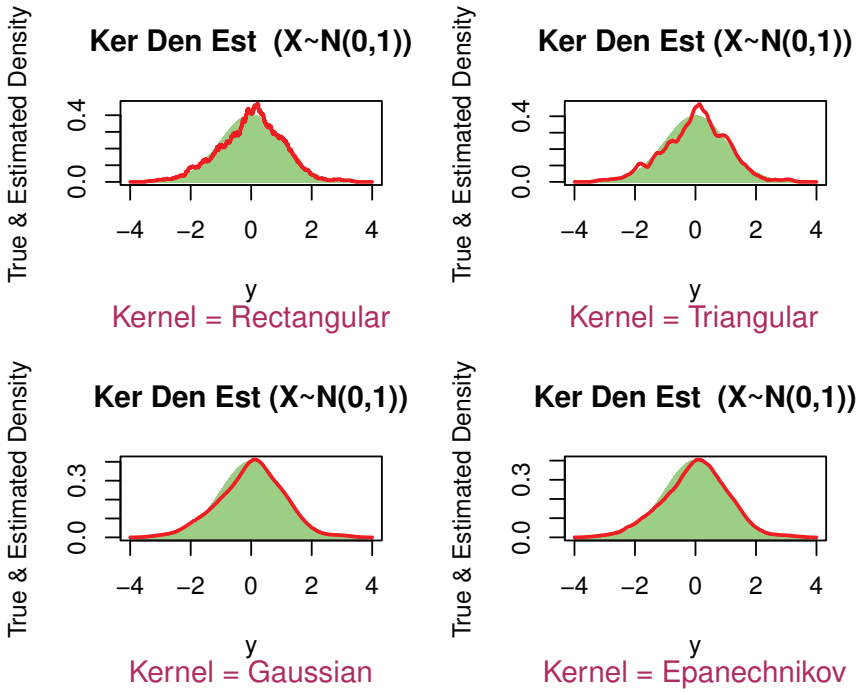 Ker Den Est (X~N(0,1))
True & Estimated Density
0.4
0.0
−4 −2 0 2 4
y
Kernel = Rectangular
Ker Den Est (X~N(0,1))
True & Estimated Density
0.4
0.0
−4 −2 0 2 4
y
Kernel = Triangular
Ker Den Est (X~N(0,1))
True & Estimated Density
0.3
0.0
−4 −2 0 2 4
y
Kernel = Gaussian
Ker Den Est (X~N(0,1))
True & Estimated Density
0.3
0.0
−4 −2 0 2 4
y
Kernel = Epanechnikov